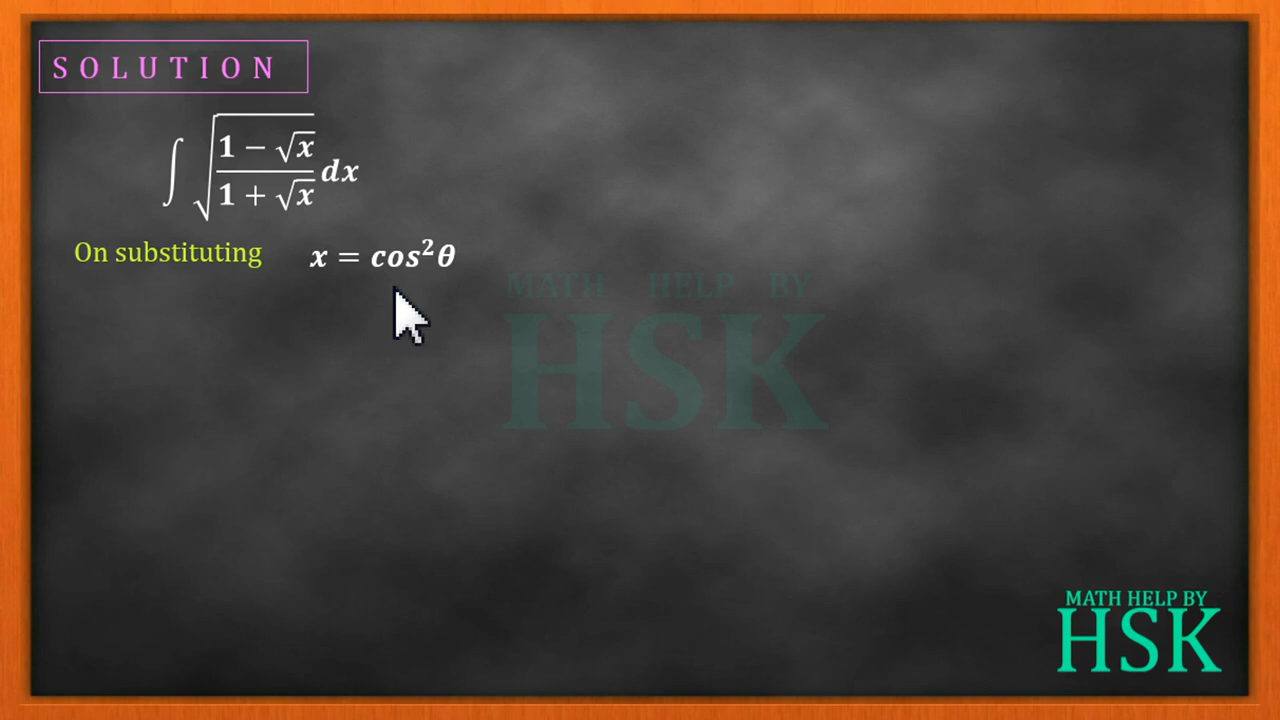 SOLUTION
∫ √((1 − √x)/(1 + √x)) dx
On substituting x = cos²θ
MATH HELP BY
HSK
MATH HELP BY
HSK